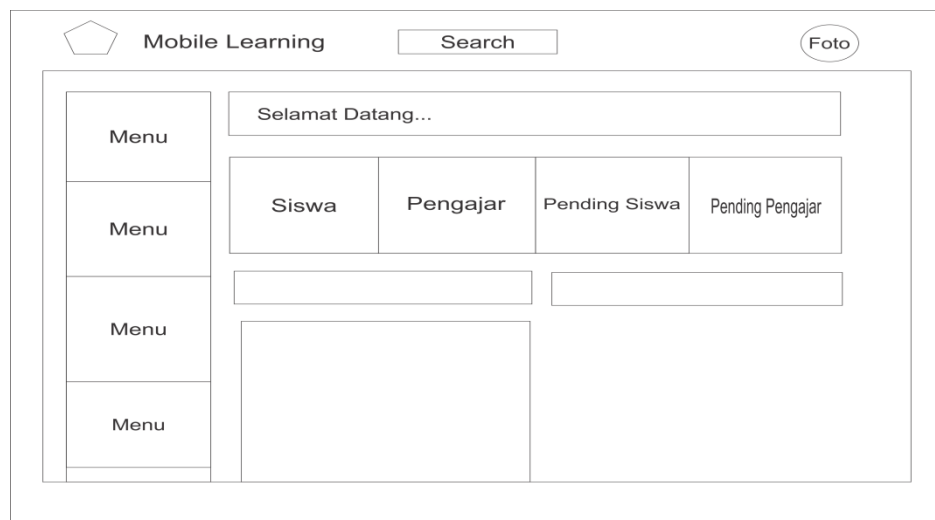 Mobile Learning
Search
Foto
Selamat Datang...
Menu
Siswa
Pengajar
Pending Siswa
Pending Pengajar
Menu
Menu
Menu